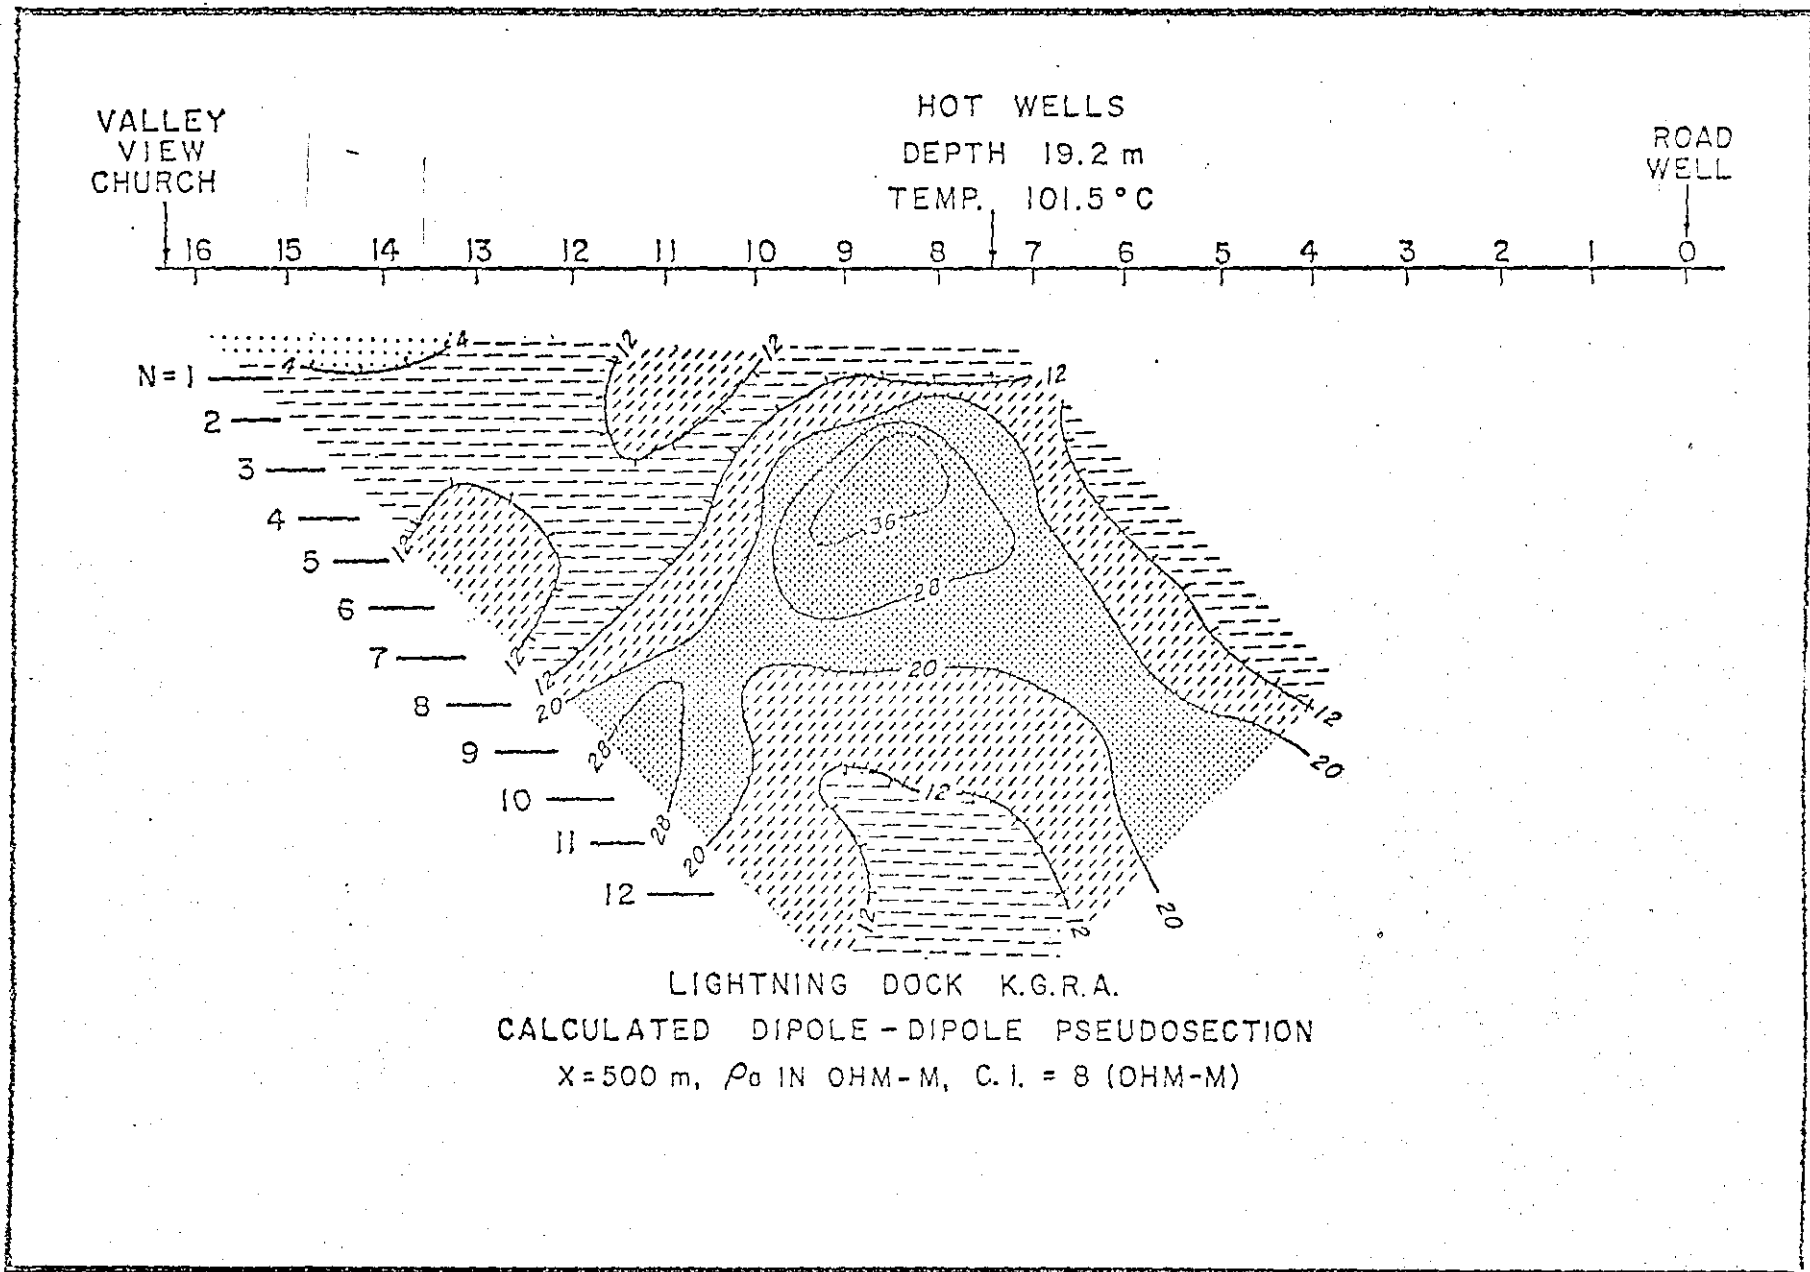 VALLEY
VIEW
CHURCH
HOT WELLS
DEPTH 19.2 m
TEMP. 101.5°C
ROAD
WELL
16 15 14 13 12 11 10 9 8 7 6 5 4 3 2 1 0
4 12 12
4
N=1
12
2
3
4
36
12
5
28
6
12
7
20
12
8
20
12
9
28
20
10
12
11
28
20
12
12
12
20
LIGHTNING DOCK K.G.R.A.
CALCULATED DIPOLE-DIPOLE PSEUDOSECTION
X=500 m, ρa IN OHM-M, C.I. = 8 (OHM-M)